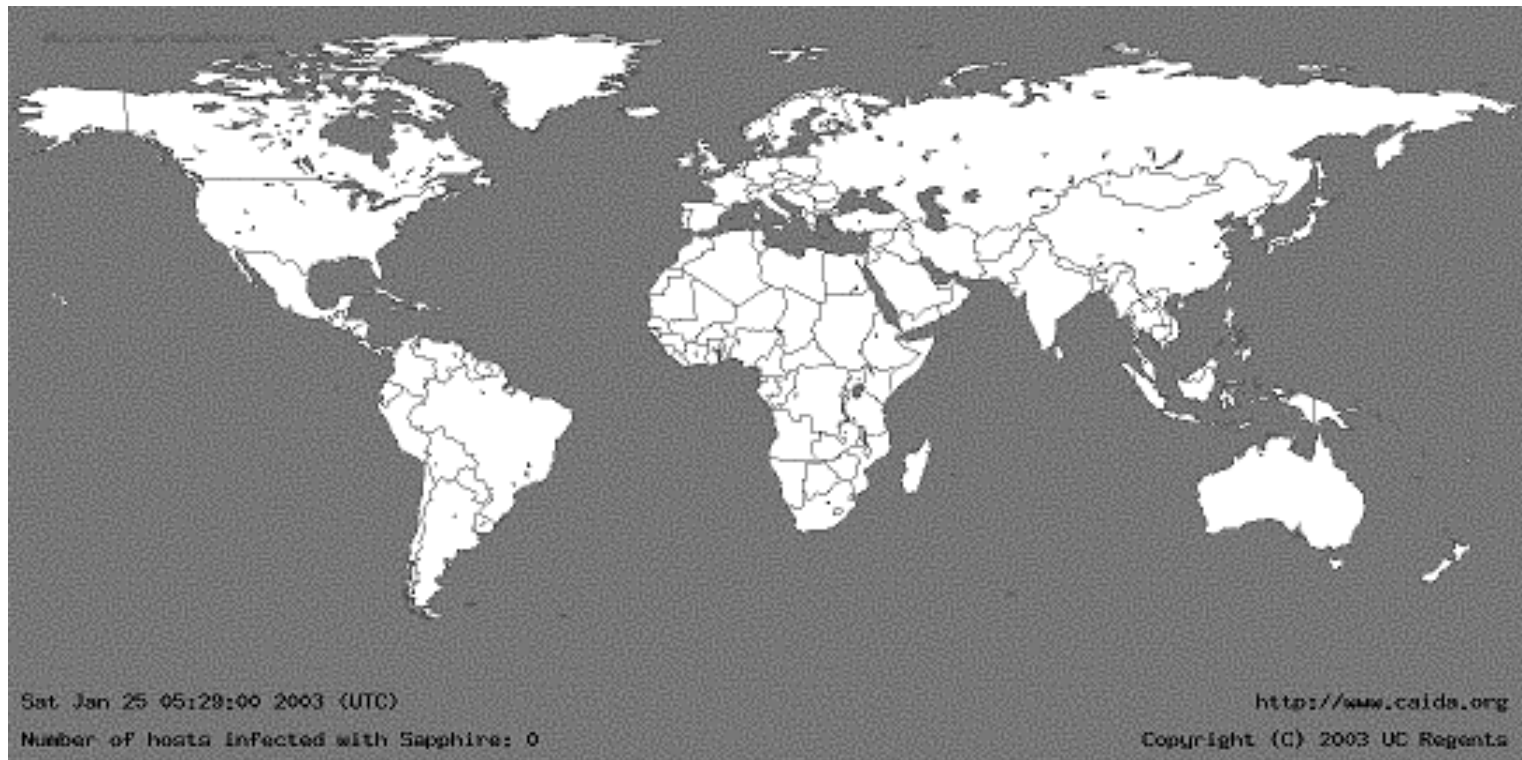 Sat Jan 25 05:29:00 2003 (UTC)
http://www.caida.org
Number of hosts infected with Sapphire: 0
Copyright (C) 2003 UC Regents